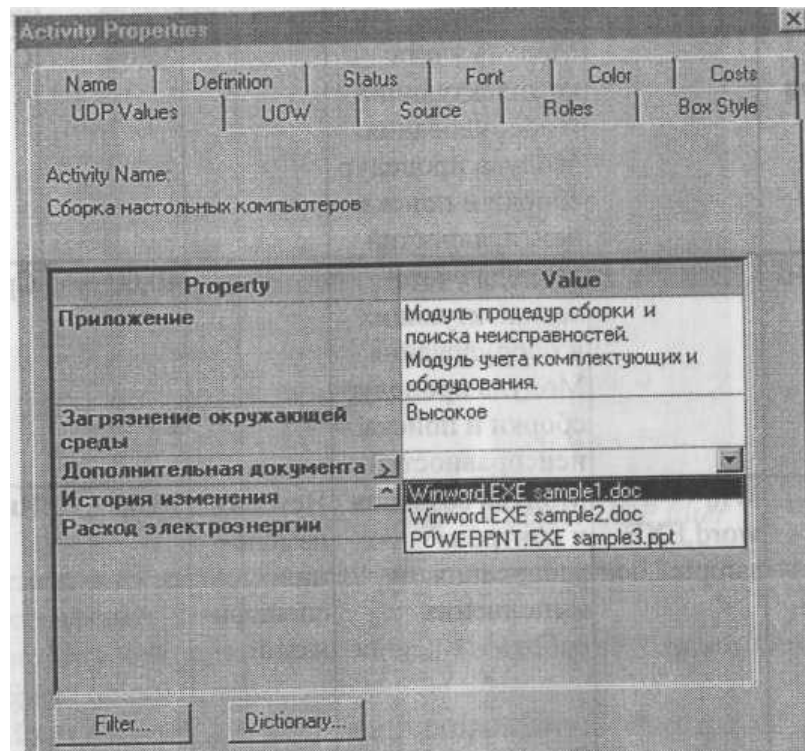 Activity Properties
Name Definition Status Font Color Costs
UDP Values UOW Source Roles Box Style
Activity Name:
Сборка настольных компьютеров
Property Value
Приложение
Модуль процедур сборки и
поиска неисправностей.
Модуль учета комплектующих и
оборудования.
Загрязнение окружающей
среды
Высокое
Дополнительная документа >
История изменения ^
Расход электроэнергии
Winword.EXE sample1.doc
Winword.EXE sample2.doc
POWERPNT.EXE sample3.ppt
Filter... Dictionary...